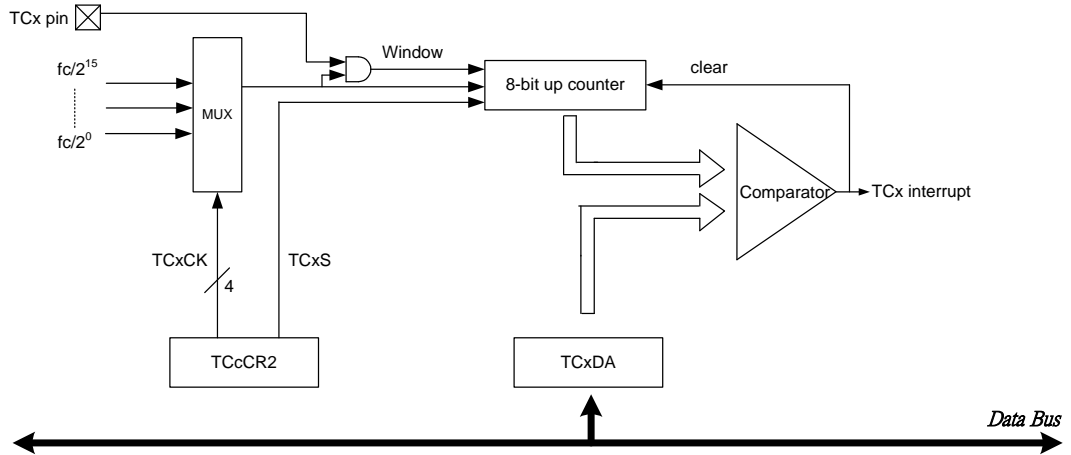 TCx pin
Window
fc/2^15
clear
8-bit up counter
MUX
fc/2^0
Comparator
TCx interrupt
TCxCK
TCxS
4
TCcCR2
TCxDA
Data Bus